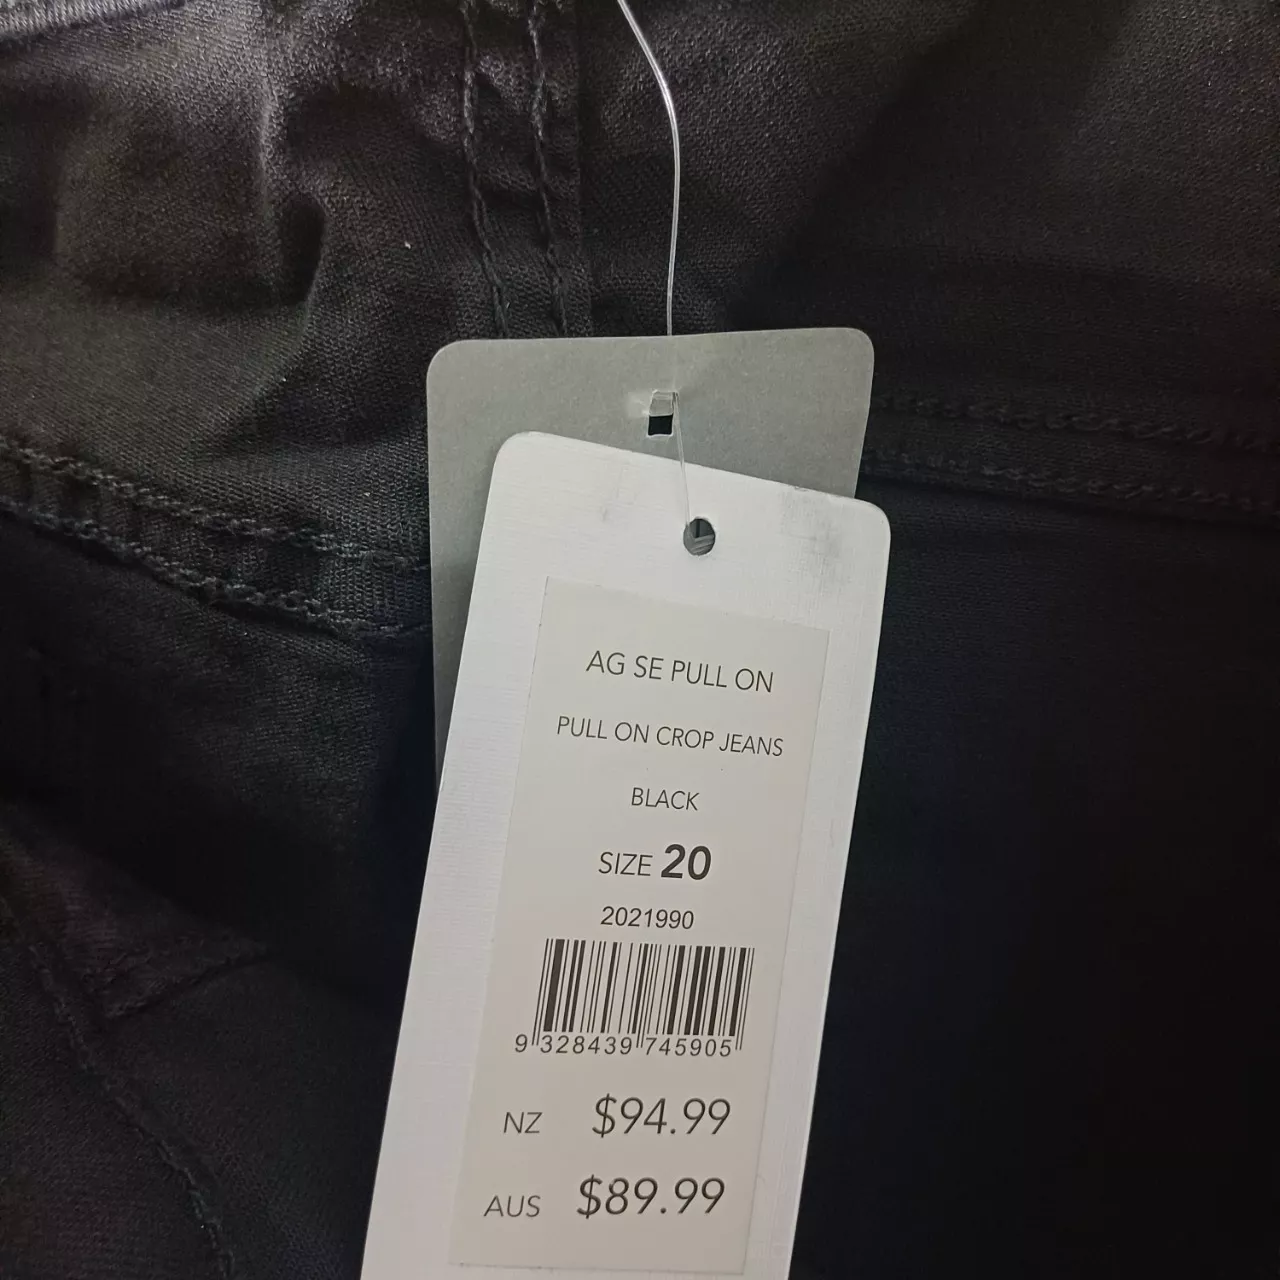 AG SE PULL ON
PULL ON CROP JEANS
BLACK
SIZE 20
2021990
9 328439 745905
NZ $94.99
AUS $89.99